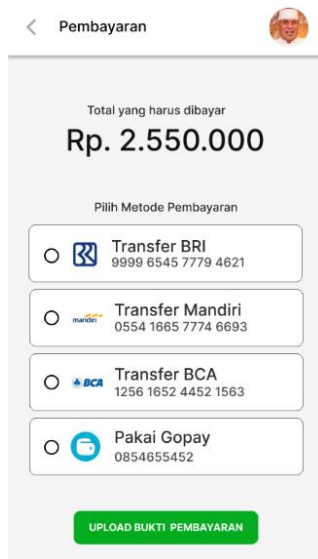 Pembayaran
Total yang harus dibayar
Rp. 2.550.000
Pilih Metode Pembayaran
Transfer BRI
9999 6545 7779 4621
mandiri
Transfer Mandiri
0554 1665 7774 6693
BCA
Transfer BCA
1256 1652 4452 1563
Pakai Gopay
0854655452
UPLOAD BUKTI PEMBAYARAN